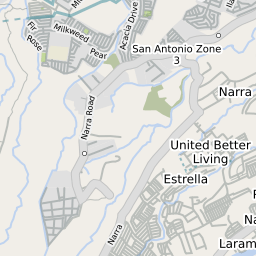 Fir
Rose
Milkweed
Pear
Acacia Drive
San Antonio Zone
3
Narra Road
Narra
United Better
Living
Estrella
Narra
Laram